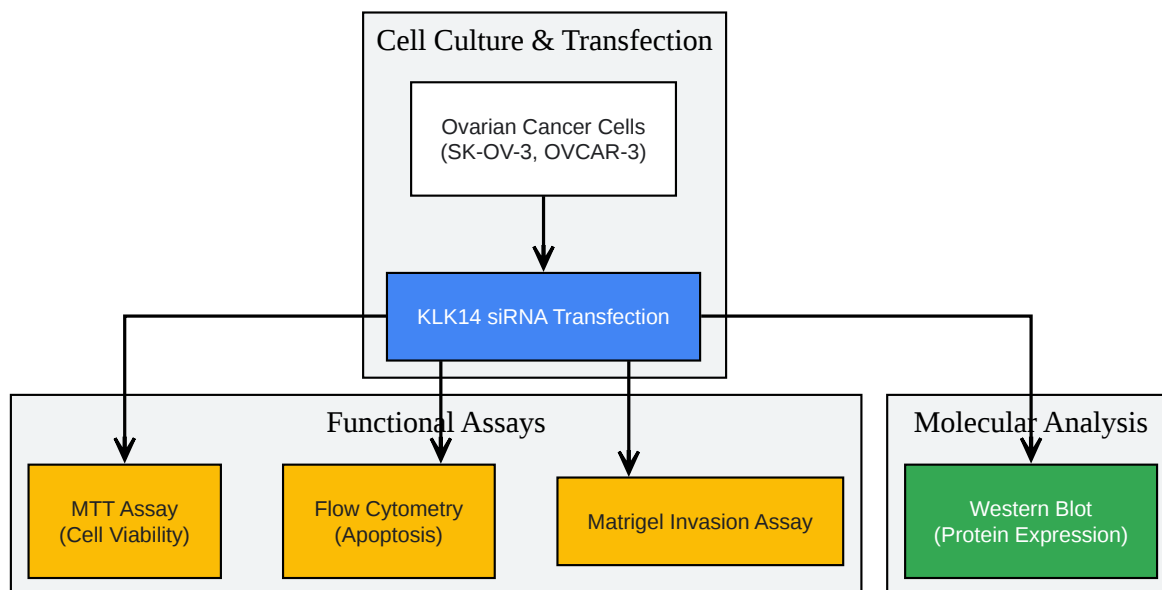 Cell Culture & Transfection
Ovarian Cancer Cells
(SK-OV-3, OVCAR-3)
KLK14 siRNA Transfection
Functional Assays
MTT Assay
(Cell Viability)
Flow Cytometry
(Apoptosis)
Matrigel Invasion Assay
Molecular Analysis
Western Blot
(Protein Expression)